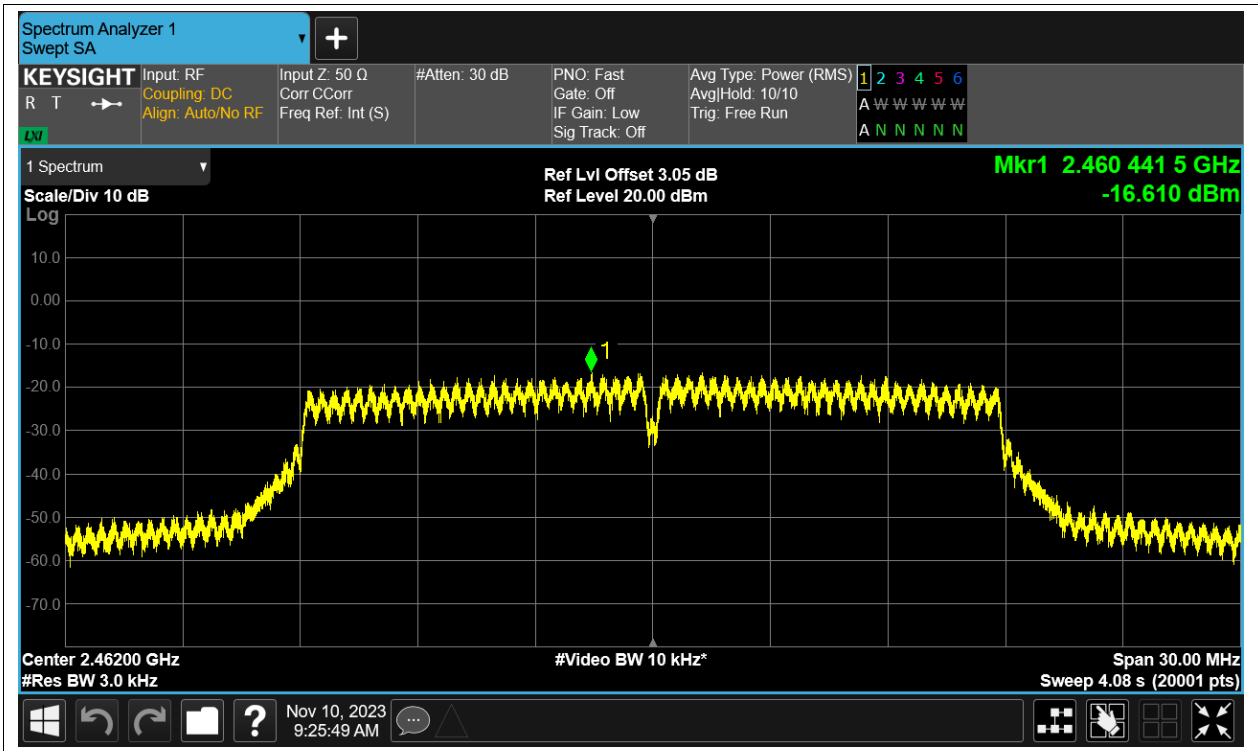 Spectrum Analyzer 1
Swept SA
+
KEYSIGHT
R T
LXI
Input: RF
Coupling: DC
Align: Auto/No RF
Input Z: 50 Ω
Corr CCorr
Freq Ref: Int (S)
#Atten: 30 dB
PNO: Fast
Gate: Off
IF Gain: Low
Sig Track: Off
Avg Type: Power (RMS)
Avg|Hold: 10/10
Trig: Free Run
1 2 3 4 5 6
A W W W W W
A N N N N N
1 Spectrum
Scale/Div 10 dB
Ref Lvl Offset 3.05 dB
Ref Level 20.00 dBm
Mkr1 2.460 441 5 GHz
-16.610 dBm
Log
10.0
0.00
-10.0
1
-20.0
-30.0
-40.0
-50.0
-60.0
-70.0
Center 2.46200 GHz
#Video BW 10 kHz*
Span 30.00 MHz
#Res BW 3.0 kHz
Sweep 4.08 s (20001 pts)
?
Nov 10, 2023
9:25:49 AM